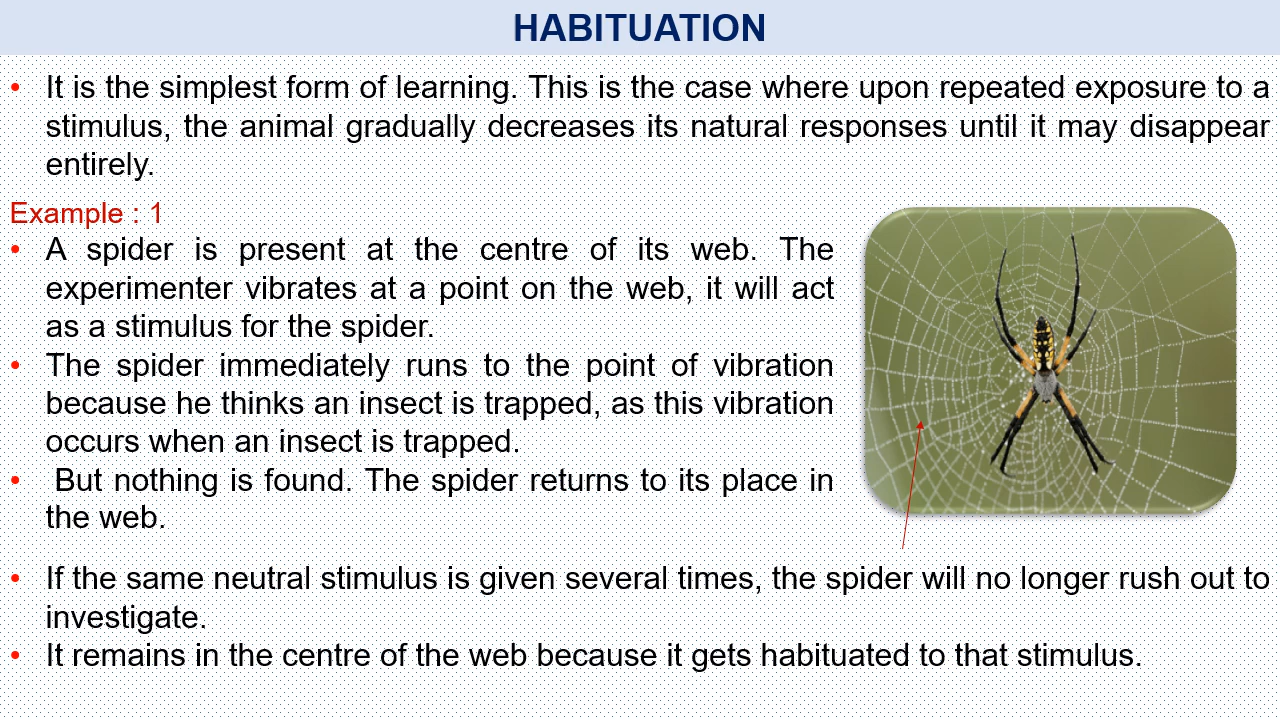 HABITUATION
• It is the simplest form of learning. This is the case where upon repeated exposure to a
stimulus, the animal gradually decreases its natural responses until it may disappear
entirely.
Example : 1
• A spider is present at the centre of its web. The
experimenter vibrates at a point on the web, it will act
as a stimulus for the spider.
• The spider immediately runs to the point of vibration
because he thinks an insect is trapped, as this vibration
occurs when an insect is trapped.
• But nothing is found. The spider returns to its place in
the web.
• If the same neutral stimulus is given several times, the spider will no longer rush out to
investigate.
• It remains in the centre of the web because it gets habituated to that stimulus.